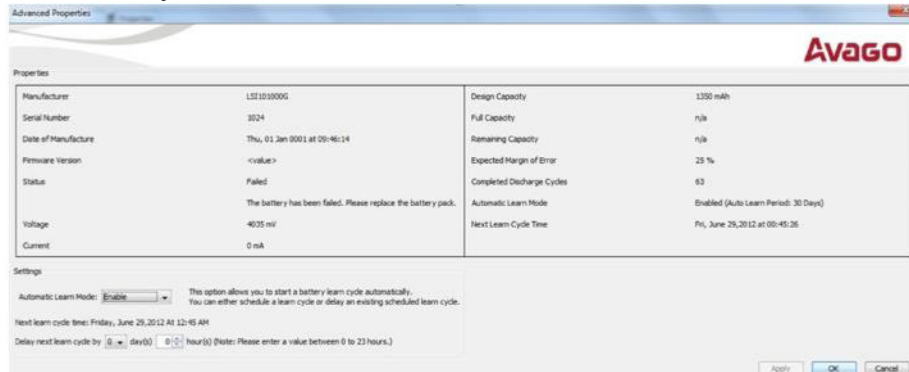 Advanced Properties
Avago
Properties
Manufacturer LSI101000G Design Capacity 1350 mAh
Serial Number 1024 Full Capacity n/a
Date of Manufacture Thu, 01 Jan 0001 at 09:46:14 Remaining Capacity n/a
Firmware Version <value> Expected Margin of Error 25 %
Status Failed Completed Discharge Cycles 63
The battery has been failed. Please replace the battery pack. Automatic Learn Mode Enabled (Auto Learn Period: 30 Days)
Voltage 4035 mV Next Learn Cycle Time Fri, June 29,2012 at 00:45:26
Current 0 mA
Settings
Automatic Learn Mode: Enable This option allows you to start a battery learn cycle automatically.
You can either schedule a learn cycle or delay an existing scheduled learn cycle.
Next learn cycle time: Friday, June 29,2012 At 12:45 AM
Delay next learn cycle by 0 day(s) 0 hour(s) (Note: Please enter a value between 0 to 23 hours.)
Apply OK Cancel